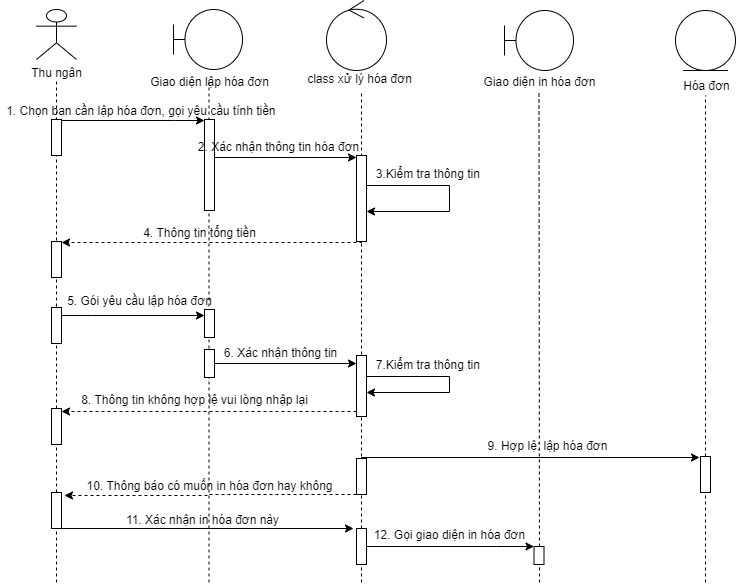 Thu ngân
Giao diện lập hóa đơn
class xử lý hóa đơn
Giao diện in hóa đơn
Hóa đơn
1. Chọn ban cần lập hóa đơn, gọi yêu cầu tính tiền
2. Xác nhận thông tin hóa đơn
3.Kiểm tra thông tin
4. Thông tin tổng tiền
5. Gói yêu cầu lập hóa đơn
6. Xác nhận thông tin
7.Kiểm tra thông tin
8. Thông tin không hợp lệ vui lòng nhập lại
9. Hợp lệ: lập hóa đơn
10. Thông báo có muốn in hóa đơn hay không
11. Xác nhận in hóa đơn này
12. Gọi giao diện in hóa đơn